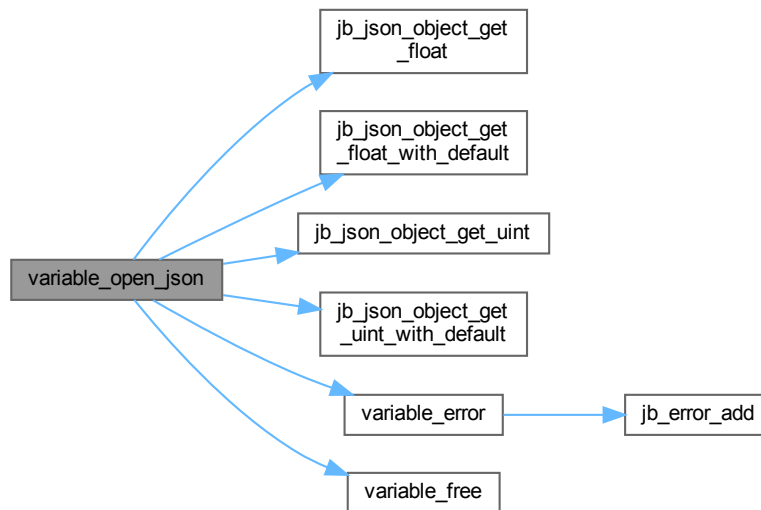 jb_json_object_get
_float
jb_json_object_get
_float_with_default
jb_json_object_get_uint
variable_open_json
jb_json_object_get
_uint_with_default
variable_error
jb_error_add
variable_free